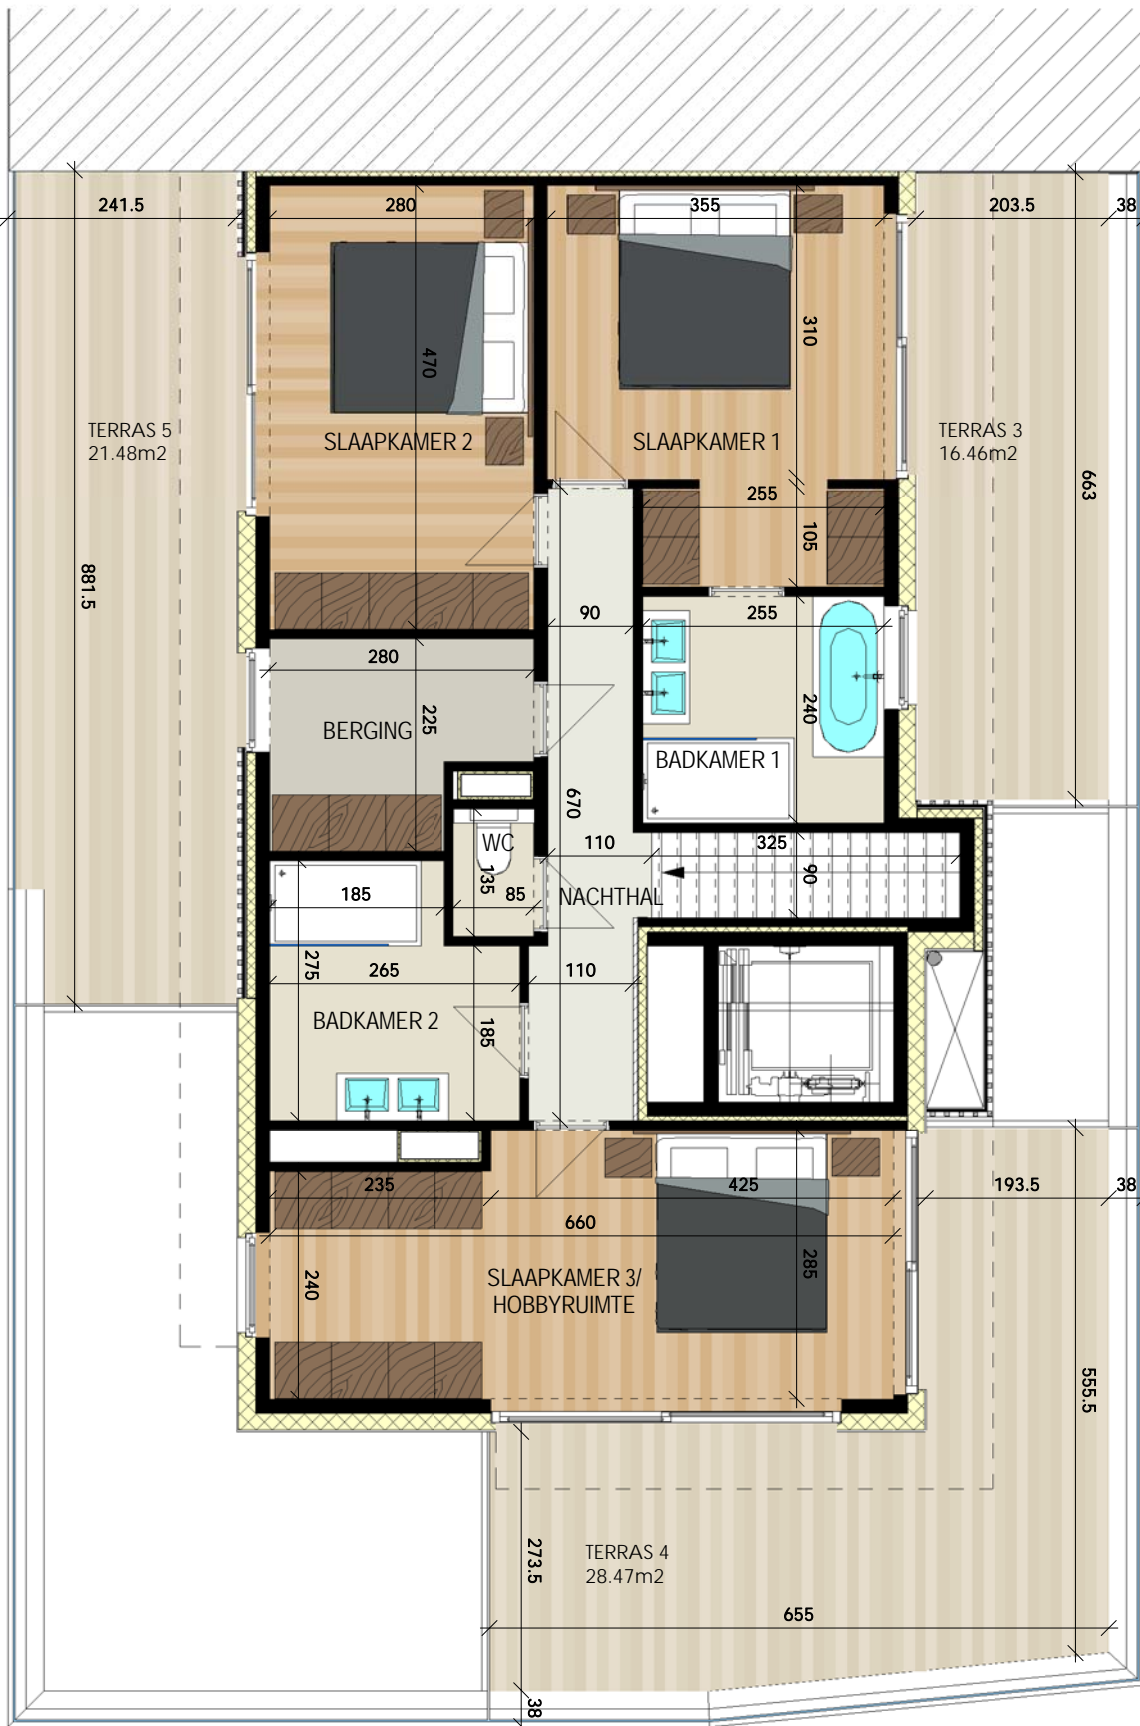 241.5
280
355
203.5
38
310
470
TERRAS 5
21.48m2
SLAAPKAMER 2
SLAAPKAMER 1
TERRAS 3
16.46m2
663
255
105
881.5
90
255
280
225
BERGING
240
BADKAMER 1
670
WC
110
325
135
90
185
85
NACHTHAL
275
265
110
BADKAMER 2
185
235
425
193.5
38
660
285
240
SLAAPKAMER 3/
HOBBYRUIMTE
555.5
273.5
TERRAS 4
28.47m2
655
38